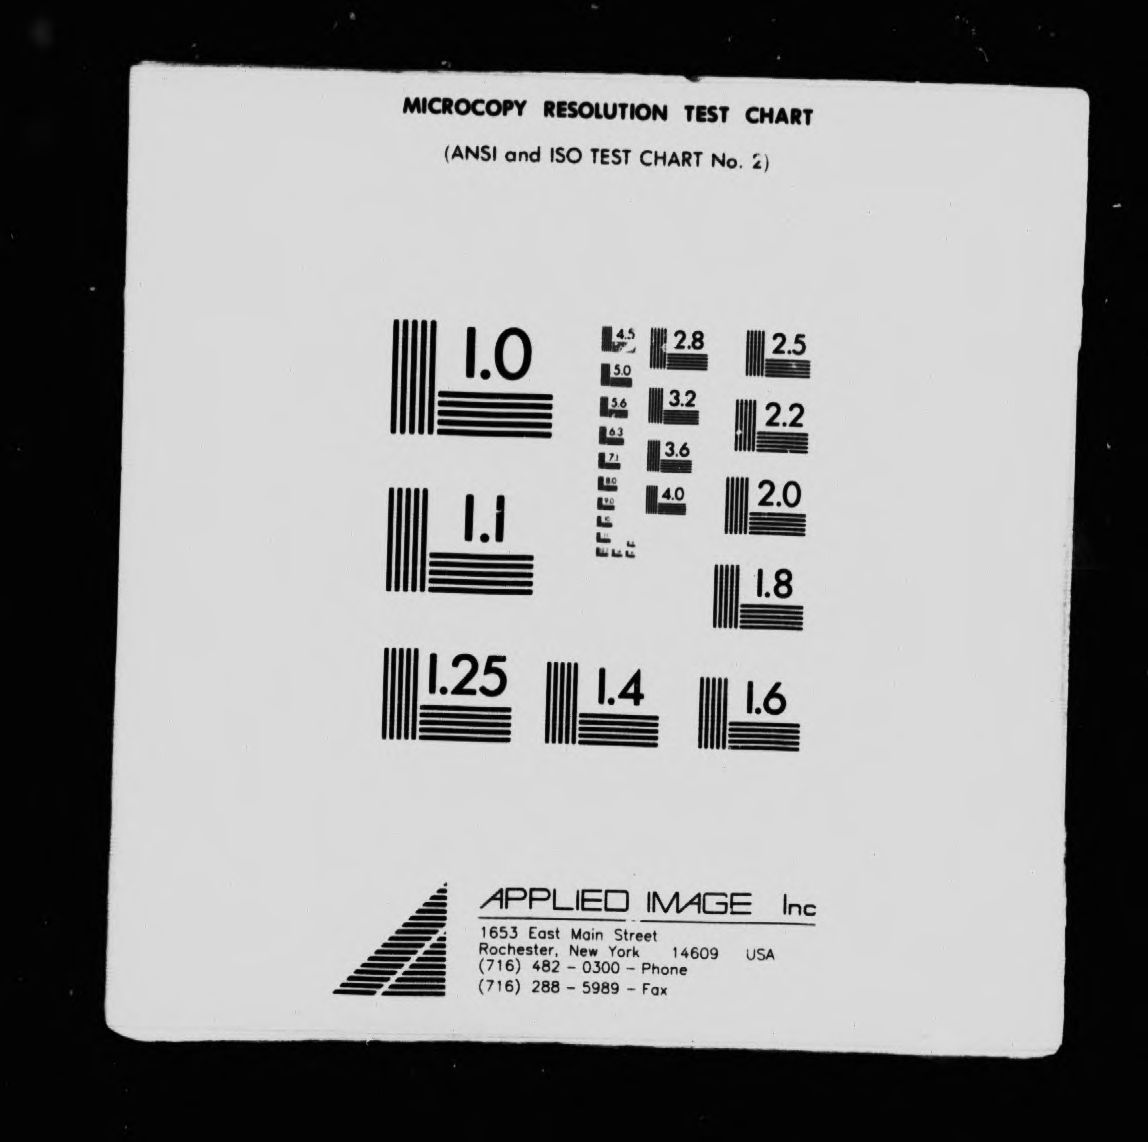 MICROCOPY RESOLUTION TEST CHART
(ANSI and ISO TEST CHART No. 2)
1.0
4.5
2.8
2.5
5.0
5.6
3.2
2.2
6.3
7.1
3.6
8.0
4.0
2.0
9.0
1.1
1.8
1.25
1.4
1.6
APPLIED IMAGE Inc
1653 East Main Street
Rochester, New York 14609 USA
(716) 482 - 0300 - Phone
(716) 288 - 5989 - Fax